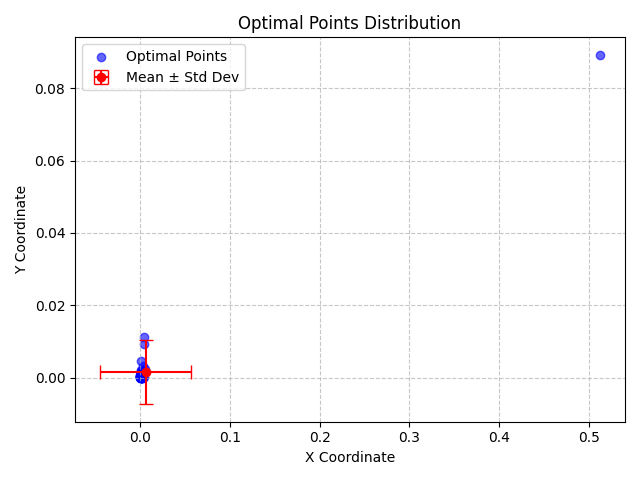 Optimal Points Distribution
Optimal Points
Mean ± Std Dev
Y Coordinate
0.08
0.06
0.04
0.02
0.00
0.0 0.1 0.2 0.3 0.4 0.5
X Coordinate